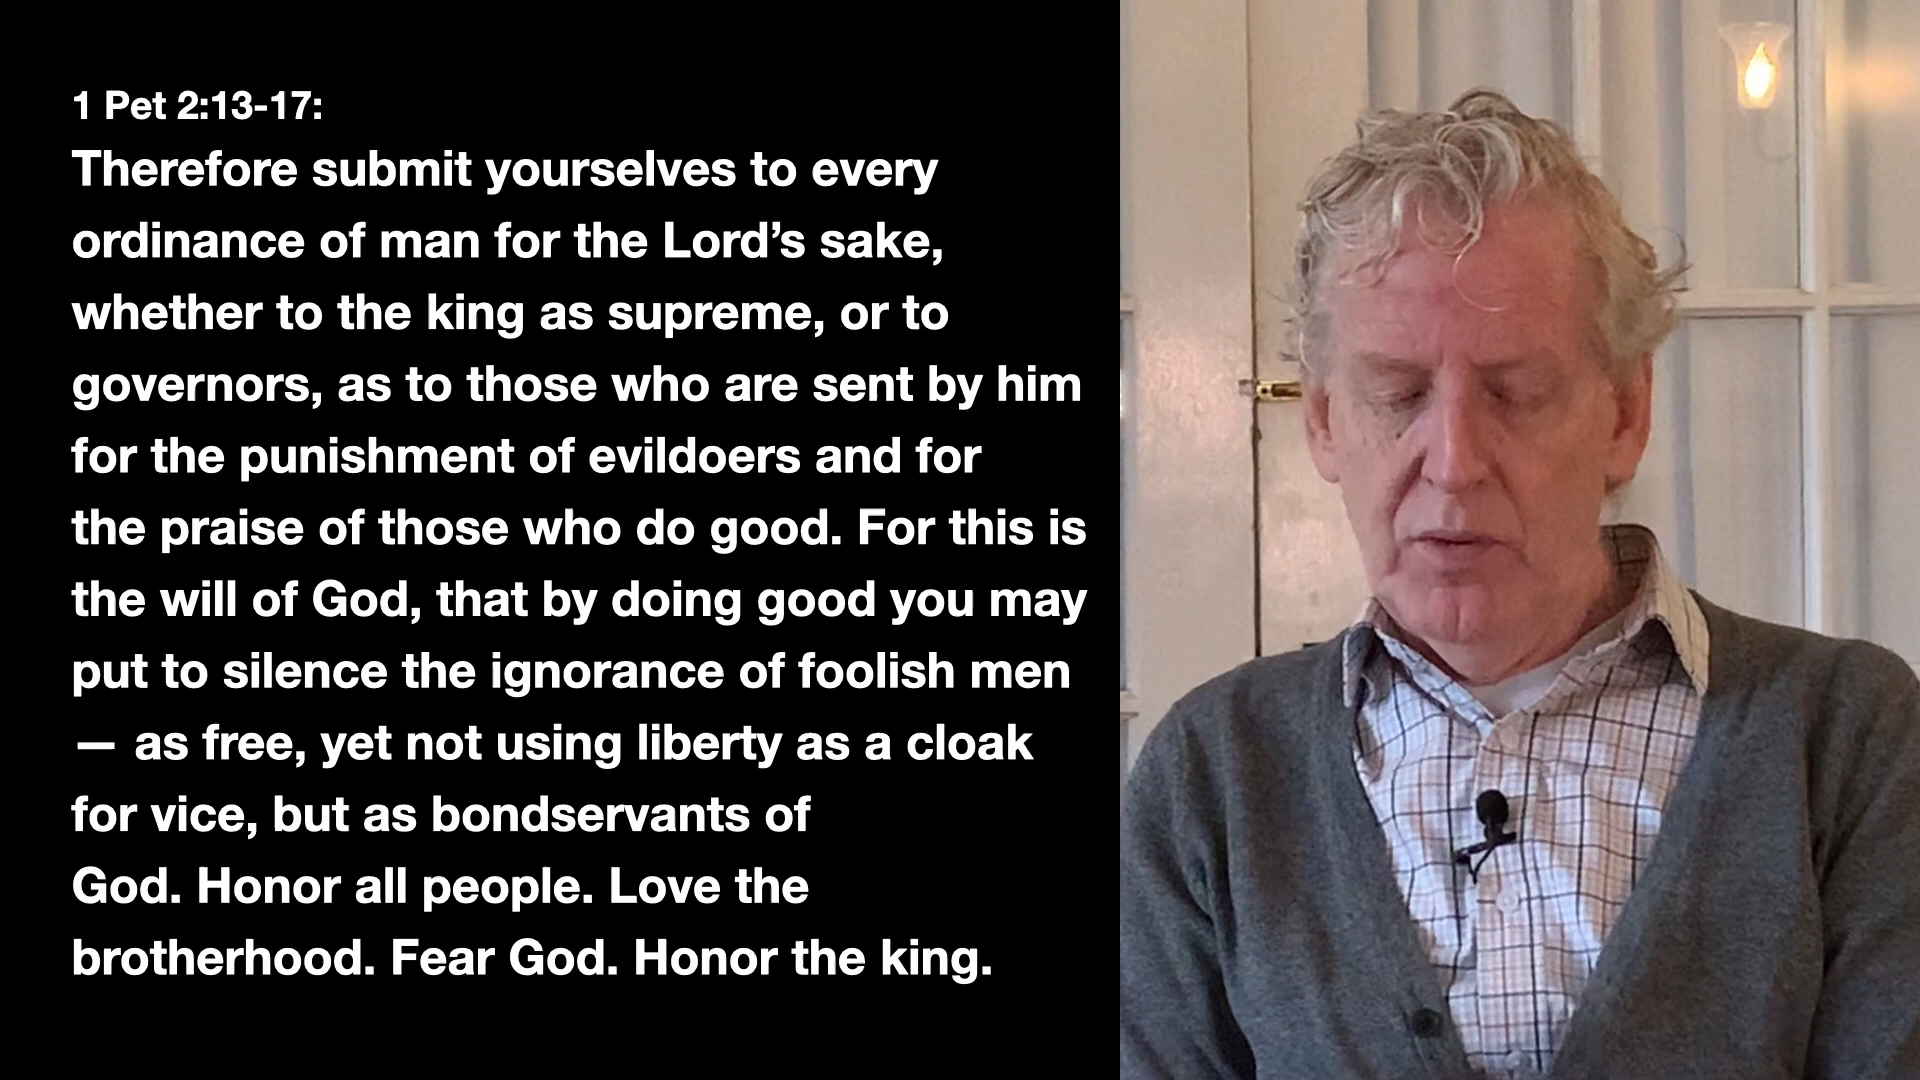 1 Pet 2:13-17:
Therefore submit yourselves to every
ordinance of man for the Lord’s sake,
whether to the king as supreme, or to
governors, as to those who are sent by him
for the punishment of evildoers and for
the praise of those who do good. For this is
the will of God, that by doing good you may
put to silence the ignorance of foolish men
— as free, yet not using liberty as a cloak
for vice, but as bondservants of
God. Honor all people. Love the
brotherhood. Fear God. Honor the king.